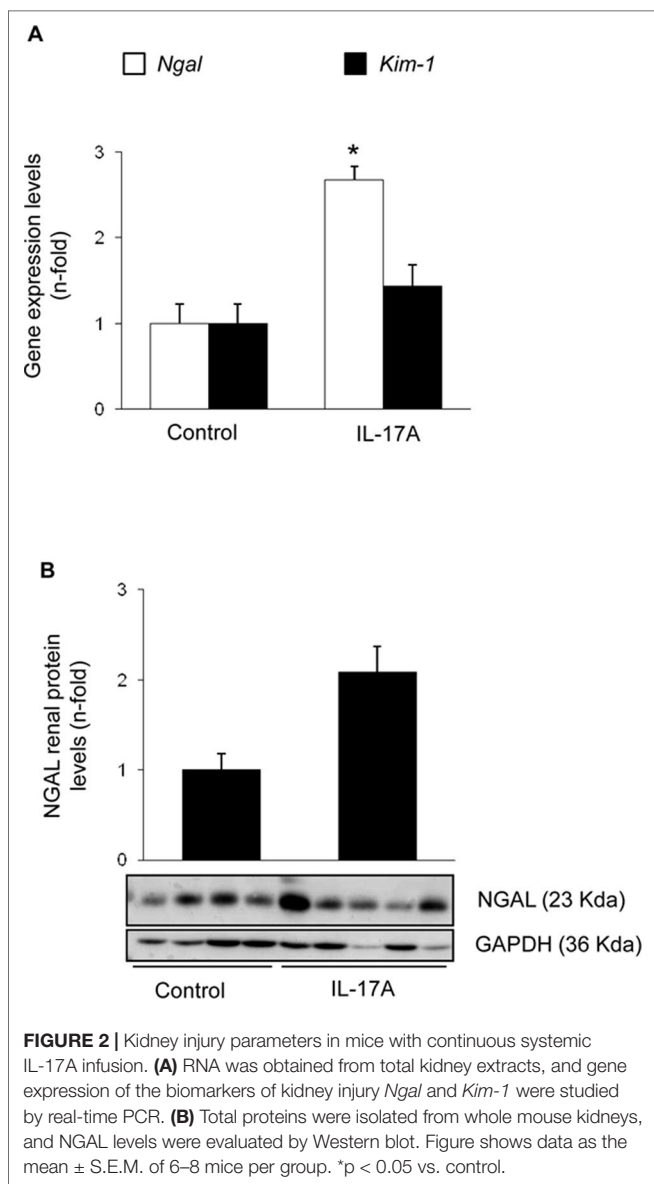 A
Ngal Kim-1
Gene expression levels
(n-fold)
3
2
1
0
*
Control IL-17A
B
NGAL renal protein
levels (n-fold)
3
2
1
0
NGAL (23 Kda)
GAPDH (36 Kda)
Control IL-17A
FIGURE 2 | Kidney injury parameters in mice with continuous systemic
IL-17A infusion. (A) RNA was obtained from total kidney extracts, and gene
expression of the biomarkers of kidney injury Ngal and Kim-1 were studied
by real-time PCR. (B) Total proteins were isolated from whole mouse kidneys,
and NGAL levels were evaluated by Western blot. Figure shows data as the
mean ± S.E.M. of 6–8 mice per group. *p < 0.05 vs. control.